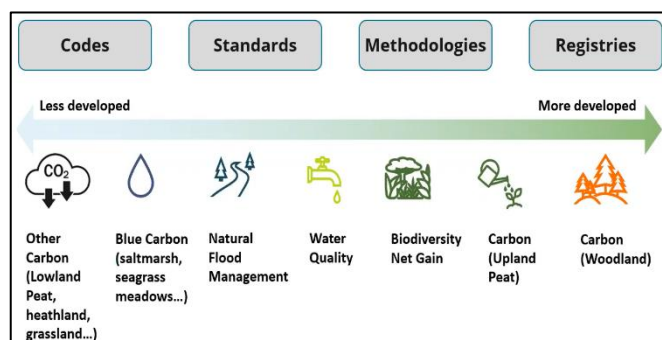 Codes
Standards
Methodologies
Registries
Less developed
More developed
CO2
Other
Carbon
(Lowland
Peat,
heathland,
grassland...)
Blue Carbon
(saltmarsh,
seagrass
meadows...)
Natural
Flood
Management
Water
Quality
Biodiversity
Net Gain
Carbon
(Upland
Peat)
Carbon
(Woodland)